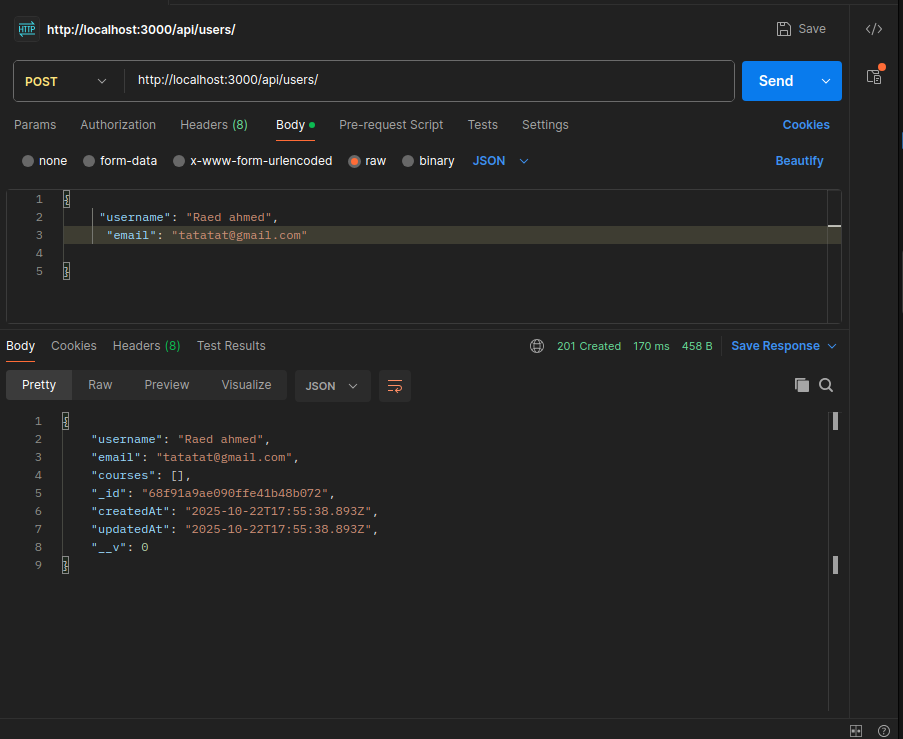 HTTP http://localhost:3000/api/users/ Save
POST http://localhost:3000/api/users/ Send
Params Authorization Headers (8) Body Pre-request Script Tests Settings Cookies
none form-data x-www-form-urlencoded raw binary JSON Beautify
1 {
2 "username": "Raed ahmed",
3 "email": "tatatat@gmail.com"
4
5 }
Body Cookies Headers (8) Test Results 201 Created 170 ms 458 B Save Response
Pretty Raw Preview Visualize JSON
1 {
2 "username": "Raed ahmed",
3 "email": "tatatat@gmail.com",
4 "courses": [],
5 "_id": "68f91a9ae090ffe41b48b072",
6 "createdAt": "2025-10-22T17:55:38.893Z",
7 "updatedAt": "2025-10-22T17:55:38.893Z",
8 "__v": 0
9 }